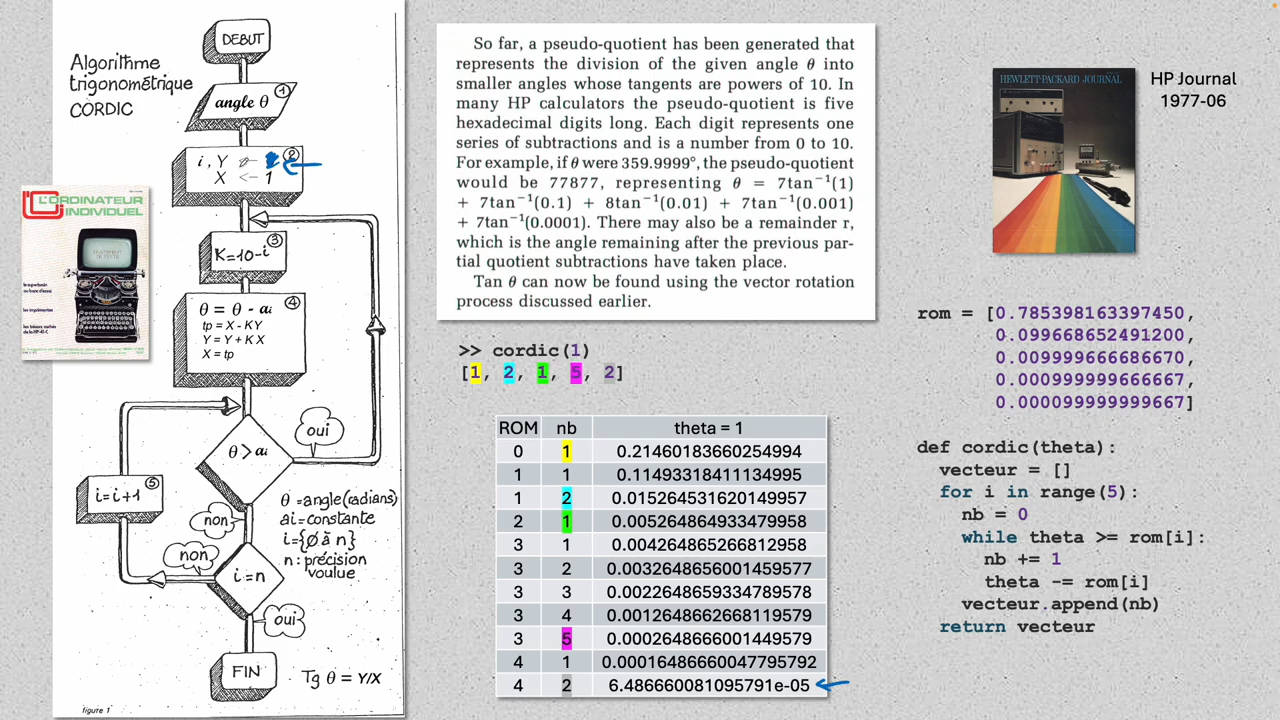 Algorithme
trigonométrique
CORDIC
DEBUT
1
angle θ
2
i, Y ←
X <- 1
3
K=10-i
4
θ = θ - ai
tp = X - KY
Y = Y + K X
X = tp
θ > ai
oui
5
i=i+1
non
θ =angle(radians)
ai=constante
i={ø ã n}
n: précision
voulue
non
i=n
oui
FIN
Tg θ = Y/X
figure 1
L'ORDINATEUR
INDIVIDUEL
So far, a pseudo-quotient has been generated that
represents the division of the given angle θ into
smaller angles whose tangents are powers of 10. In
many HP calculators the pseudo-quotient is five
hexadecimal digits long. Each digit represents one
series of subtractions and is a number from 0 to 10.
For example, if θ were 359.9999°, the pseudo-quotient
would be 77877, representing θ = 7tan⁻¹(1)
+ 7tan⁻¹(0.1) + 8tan⁻¹(0.01) + 7tan⁻¹(0.001)
+ 7tan⁻¹(0.0001). There may also be a remainder r,
which is the angle remaining after the previous par-
tial quotient subtractions have taken place.
Tan θ can now be found using the vector rotation
process discussed earlier.
>> cordic(1)
[1, 2, 1, 5, 2]
ROM nb theta = 1
0 1 0.21460183660254994
1 1 0.11493318411134995
1 2 0.015264531620149957
2 1 0.005264864933479958
3 1 0.004264865266812958
3 2 0.0032648656001459577
3 3 0.0022648659334789578
3 4 0.0012648662668119579
3 5 0.0002648666001449579
4 1 0.00016486660047795792
4 2 6.486660081095791e-05
HEWLETT-PACKARD JOURNAL
HP Journal
1977-06
rom = [0.785398163397450,
0.099668652491200,
0.009999666686670,
0.000999999666667,
0.000099999999667]
def cordic(theta):
vecteur = []
for i in range(5):
nb = 0
while theta >= rom[i]:
nb += 1
theta -= rom[i]
vecteur.append(nb)
return vecteur